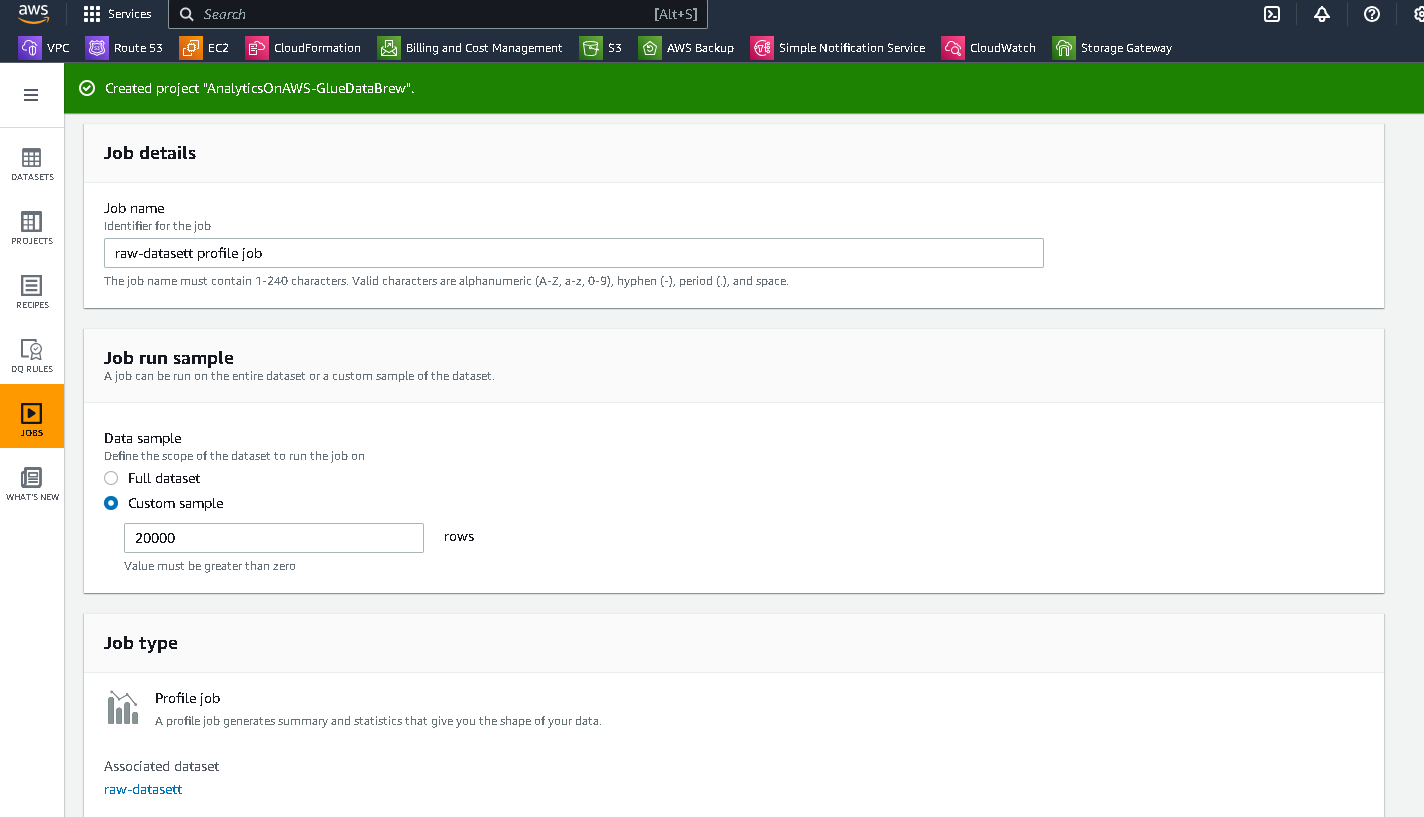 aws
Services
Search
[Alt+S]
VPC
Route 53
EC2
CloudFormation
Billing and Cost Management
S3
AWS Backup
Simple Notification Service
CloudWatch
Storage Gateway
Created project "AnalyticsOnAWS-GlueDataBrew".
DATASETS
PROJECTS
RECIPES
DQ RULES
JOBS
WHAT'S NEW
Job details
Job name
Identifier for the job
raw-datasett profile job
The job name must contain 1-240 characters. Valid characters are alphanumeric (A-Z, a-z, 0-9), hyphen (-), period (.), and space.
Job run sample
A job can be run on the entire dataset or a custom sample of the dataset.
Data sample
Define the scope of the dataset to run the job on
Full dataset
Custom sample
20000 rows
Value must be greater than zero
Job type
Profile job
A profile job generates summary and statistics that give you the shape of your data.
Associated dataset
raw-datasett